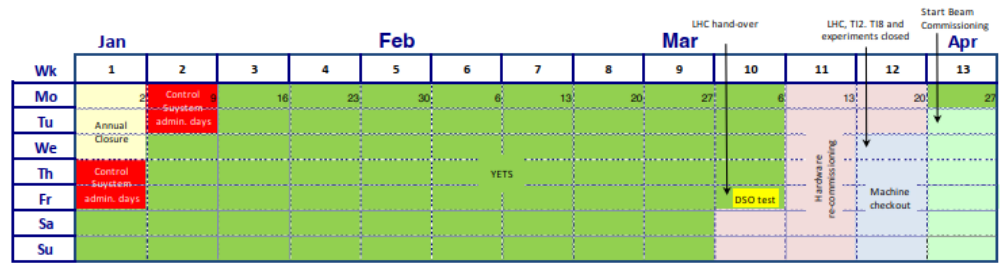 LHC hand-over
LHC, TI2. TI8 and
experiments closed
Start Beam
Commissioning
Jan
Feb
Mar
Apr
Wk 1 2 3 4 5 6 7 8 9 10 11 12 13
Mo 2 9 16 23 30 6 13 20 27 6 13 20 27
Tu
We
Th
Fr
Sa
Su
Annual
Closure
Control
Suystem
admin. days
Control
Suystem
admin. days
YETS
DSO test
Hardware
re-commissioning
Machine
checkout